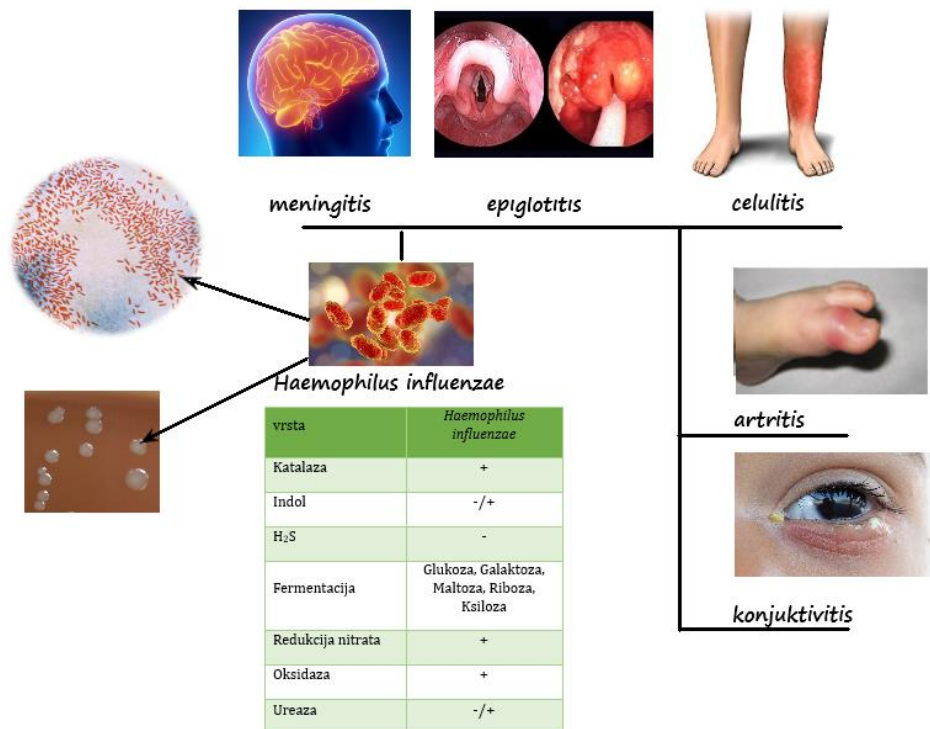 meningitis epiglotitis celulitis
Haemophilus influenzae
artritis
konjuktivitis
vrsta Haemophilus
influenzae
Katalaza +
Indol -/+
H₂S -
Fermentacija Glukoza, Galaktoza,
Maltoza, Riboza,
Ksiloza
Redukcija nitrata +
Oksidaza +
Ureaza -/+